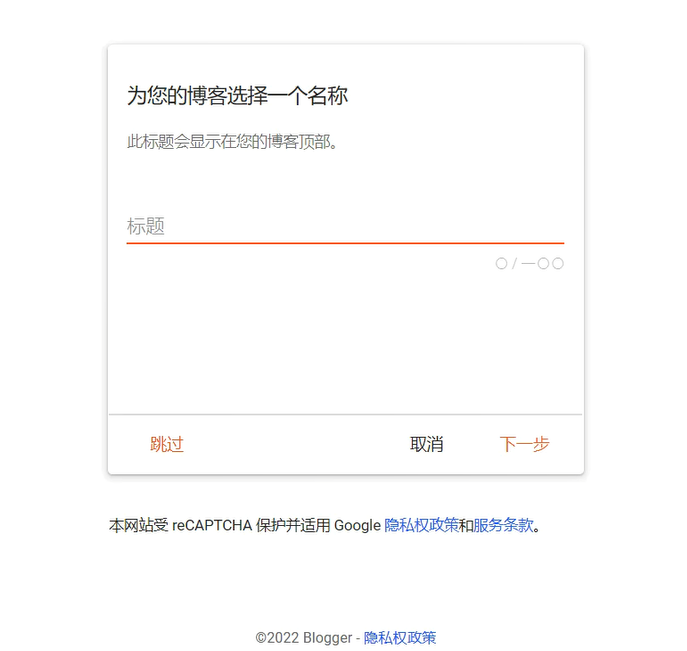 为您的博客选择一个名称
此标题会显示在您的博客顶部。
标题
〇 / 一〇〇
跳过 取消 下一步
本网站受 reCAPTCHA 保护并适用 Google 隐私权政策和服务条款。
©2022 Blogger - 隐私权政策